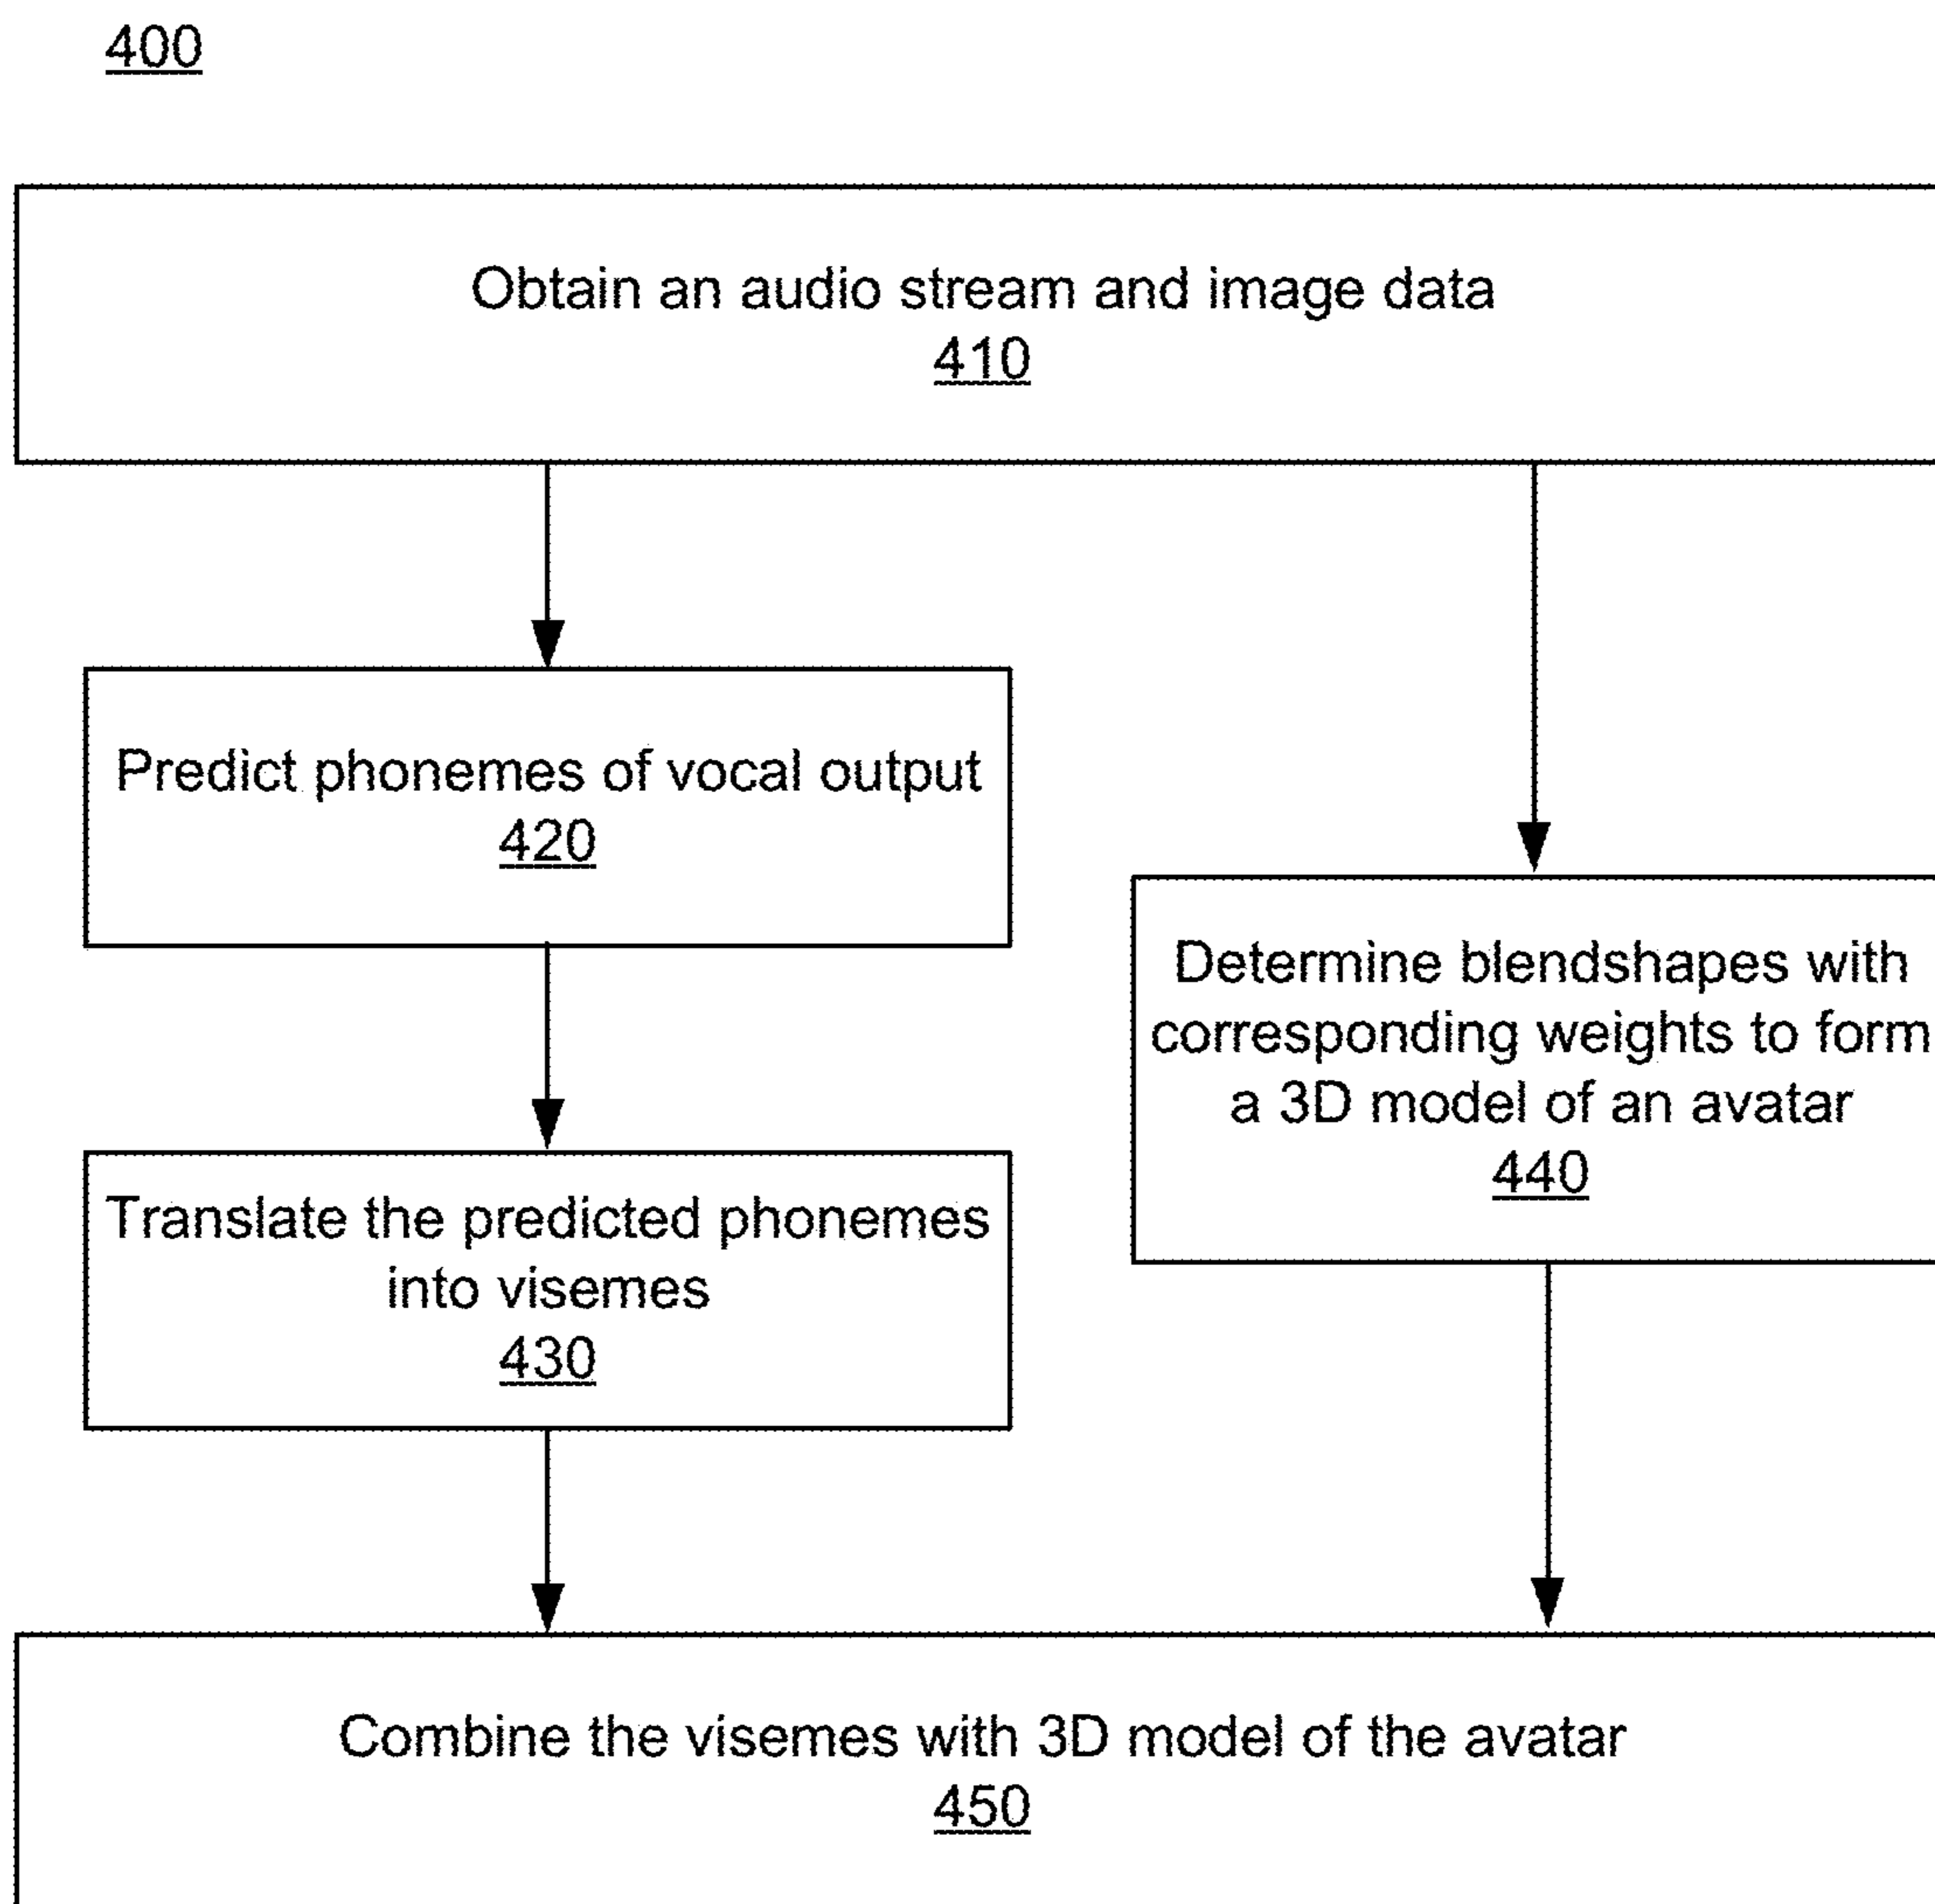 400
Obtain an audio stream and image data
410
Predict phonemes of vocal output
420
Translate the predicted phonemes
into visemes
430
Determine blendshapes with
corresponding weights to form
a 3D model of an avatar
440
Combine the visemes with 3D model of the avatar
450